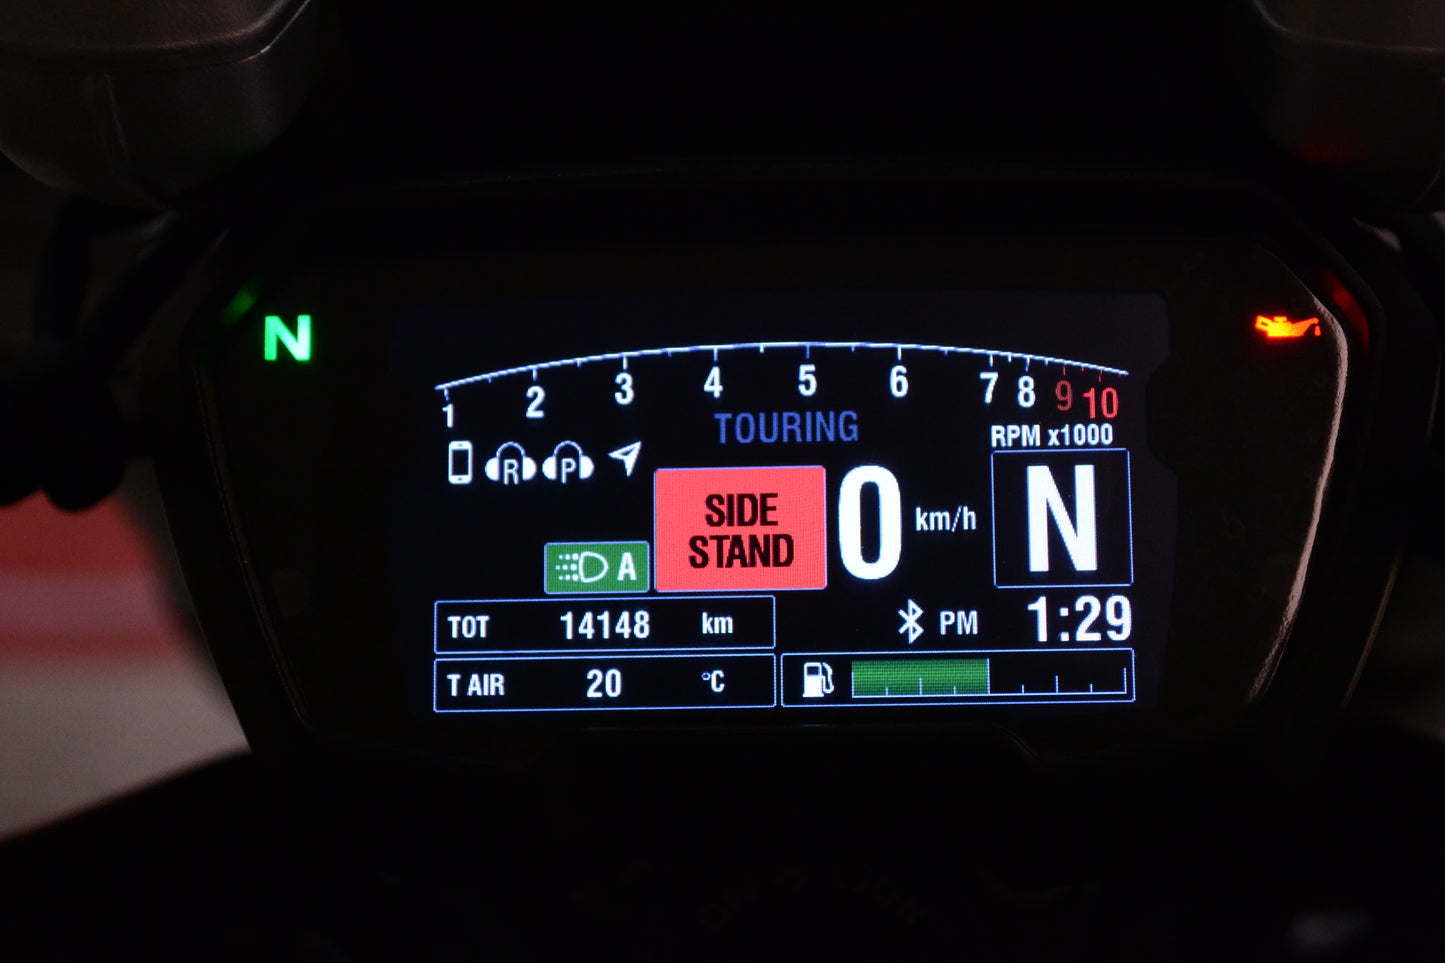 N
1 2 3 4 5 6 7 8 9 10
TOURING
RPM x1000
R P
SIDE
STAND
0 km/h
N
A
TOT 14148 km
PM 1:29
T AIR 20 °C